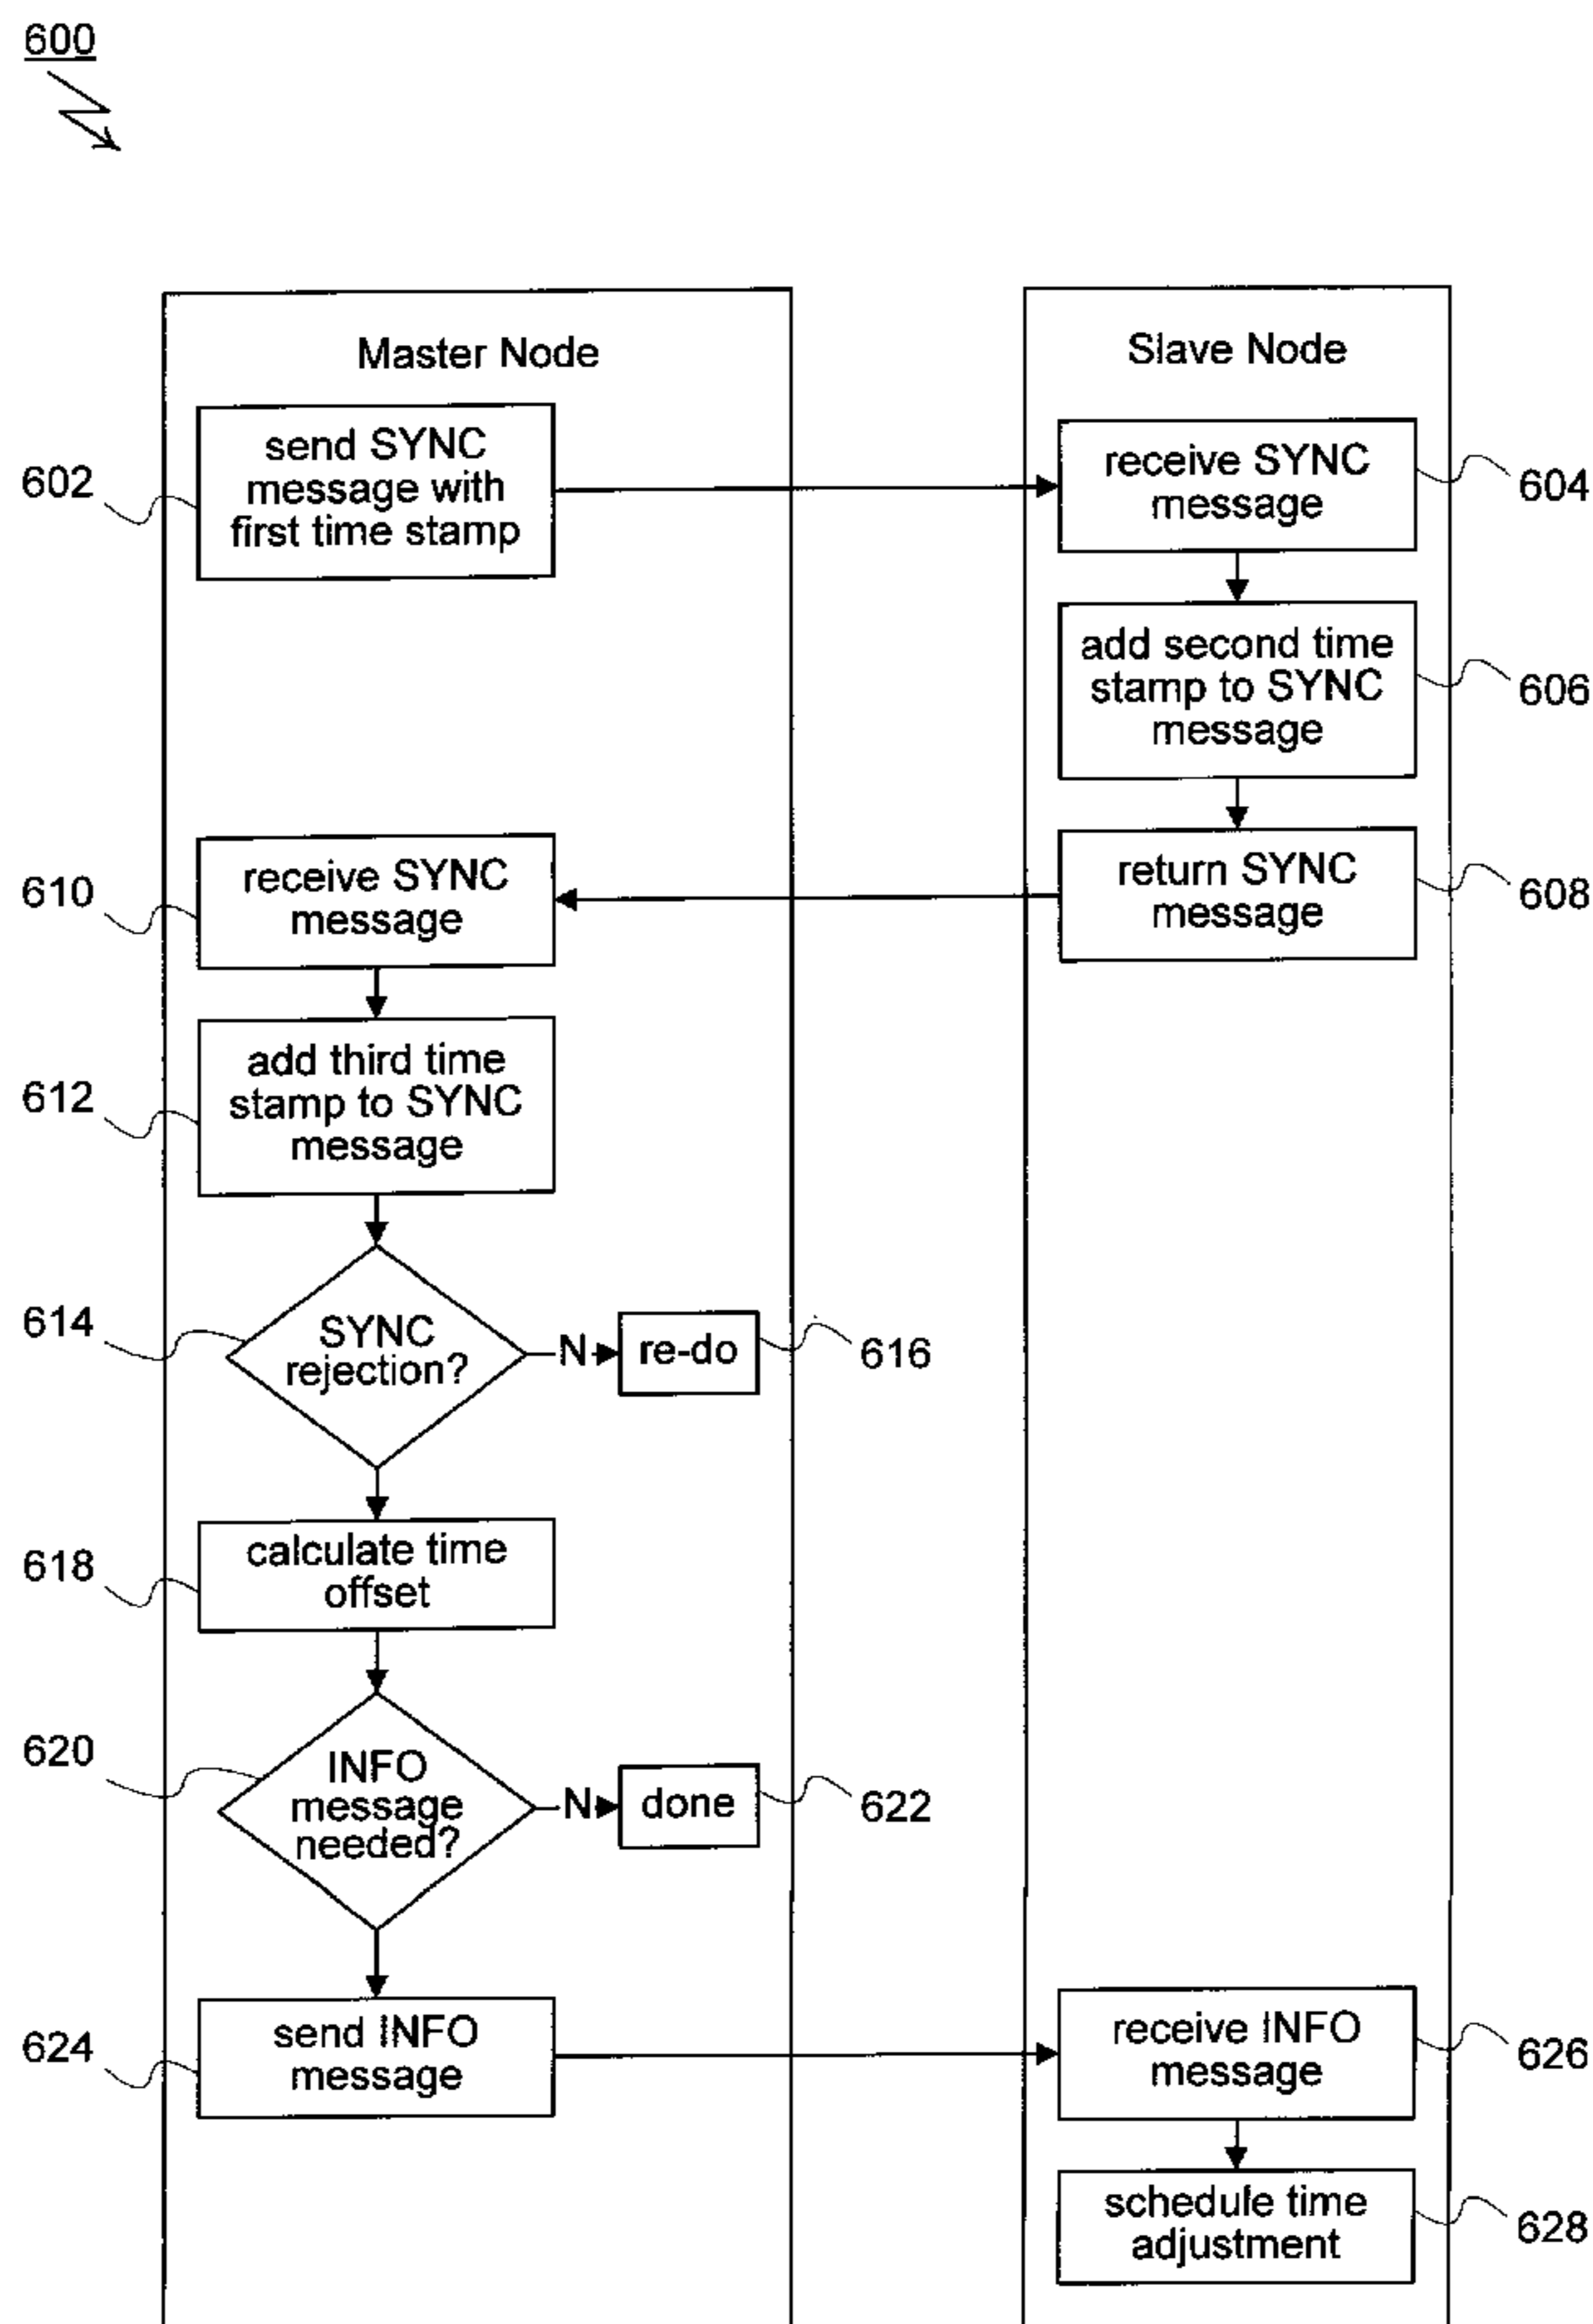 600
Master Node
Slave Node
send SYNC
message with
first time stamp
602
receive SYNC
message
604
add second time
stamp to SYNC
message
606
return SYNC
message
608
receive SYNC
message
610
add third time
stamp to SYNC
message
612
SYNC
rejection?
614
N
re-do
616
calculate time
offset
618
INFO
message
needed?
620
N
done
622
send INFO
message
624
receive INFO
message
626
schedule time
adjustment
628